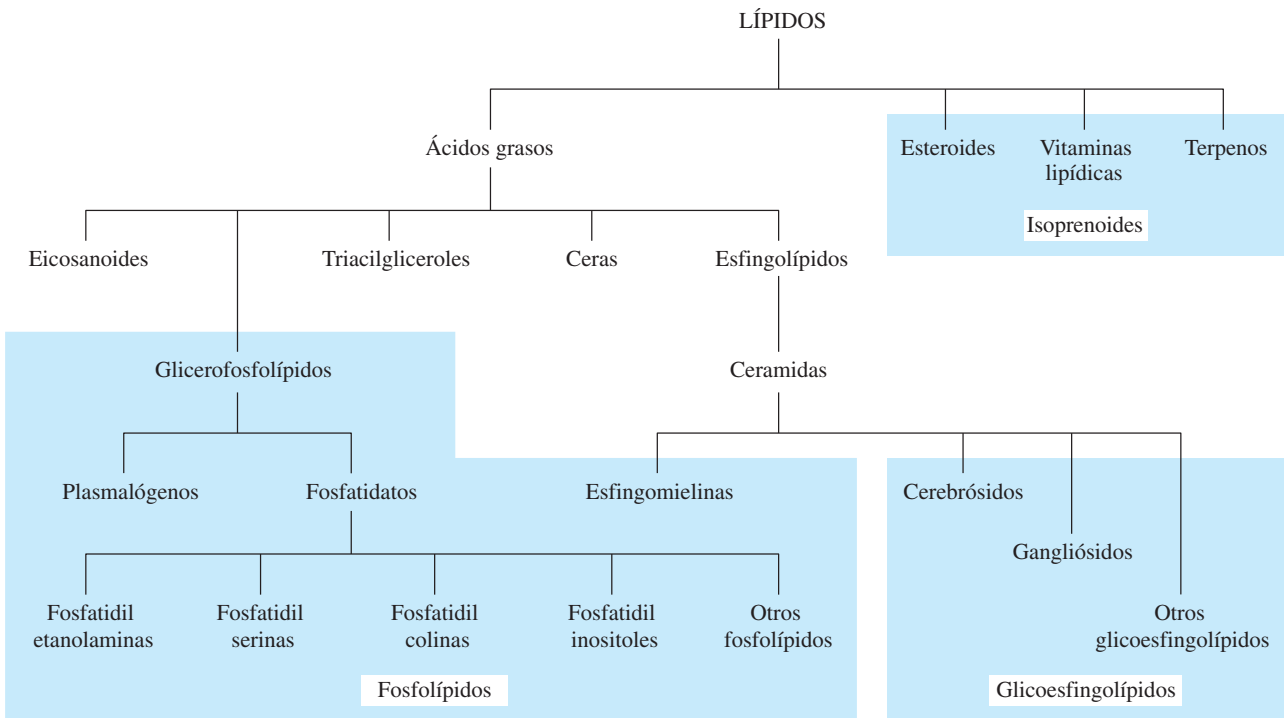 LÍPIDOS
Ácidos grasos
Esteroides
Vitaminas
lipídicas
Terpenos
Isoprenoides
Eicosanoides
Triacilgliceroles
Ceras
Esfingolípidos
Glicerofosfolípidos
Ceramidas
Plasmalógenos
Fosfatidatos
Esfingomielinas
Cerebrósidos
Gangliósidos
Fosfatidil
etanolaminas
Fosfatidil
serinas
Fosfatidil
colinas
Fosfatidil
inositoles
Otros
fosfolípidos
Otros
glicoesfingolípidos
Fosfolípidos
Glicoesfingolípidos